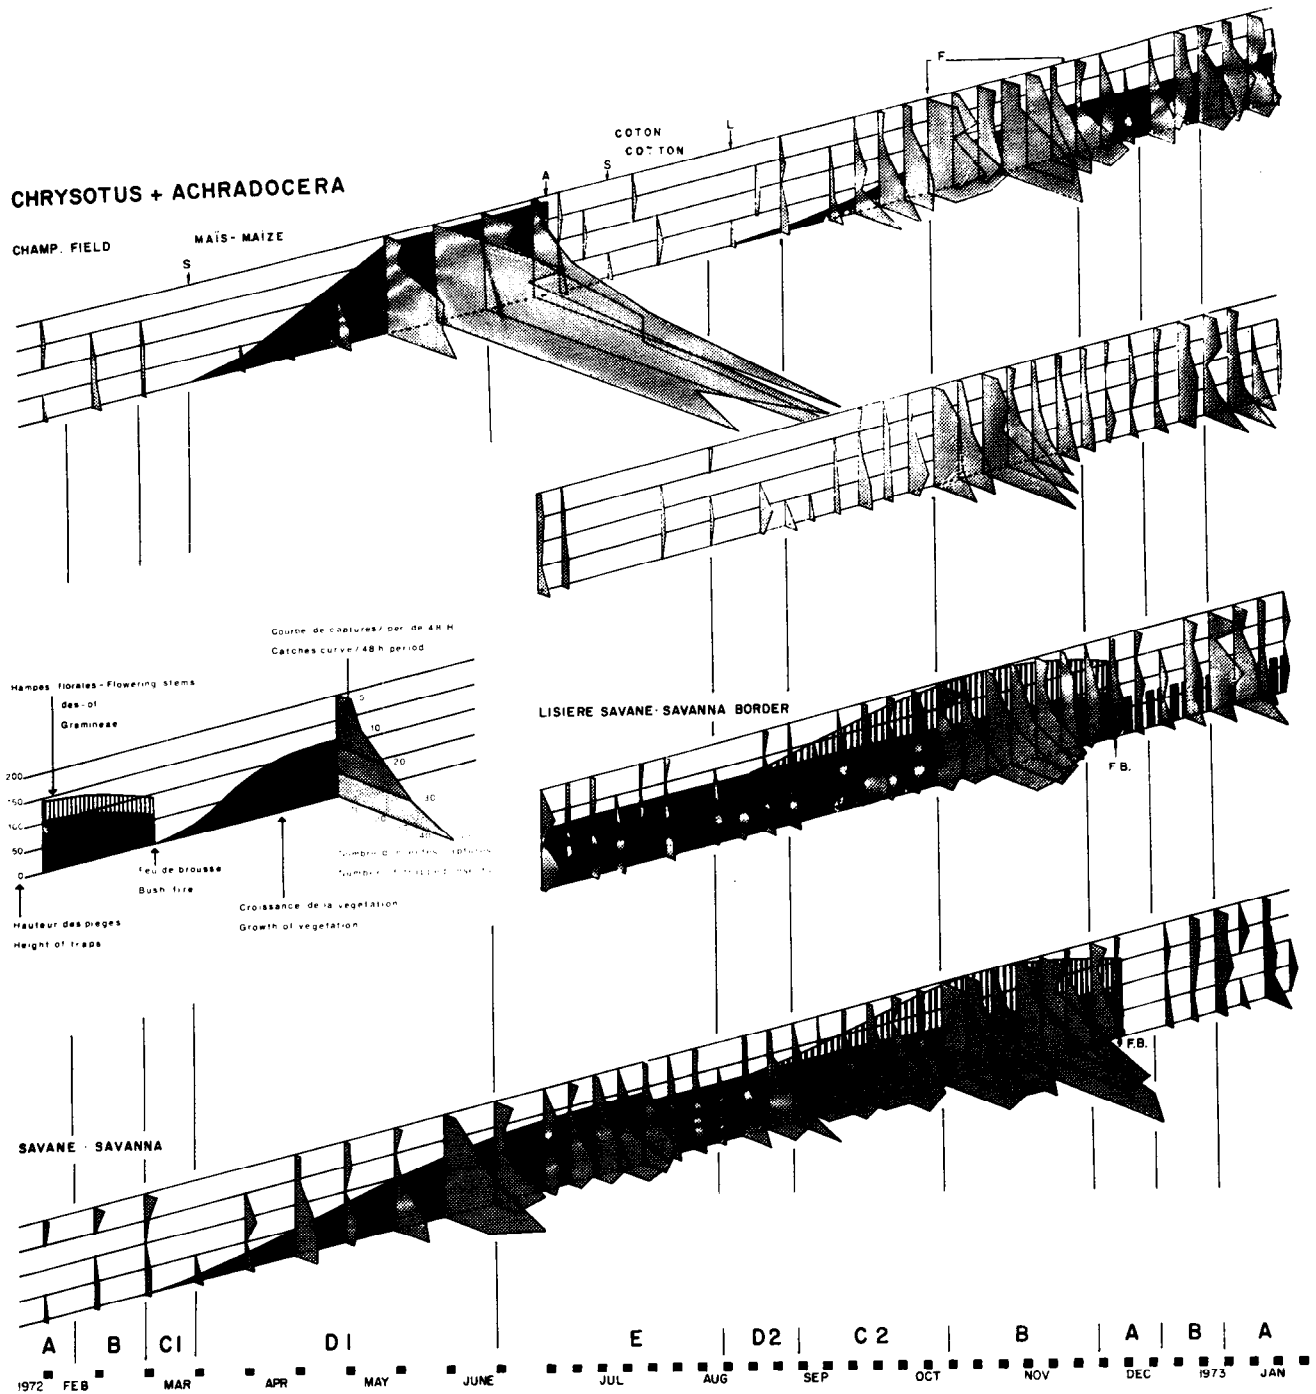 F
COTON
COTTON
L
S
A
CHRYSOTUS + ACHRADOCERA
CHAMP. FIELD
MAÏS-MAÏZE
S
Courbe de captures / per. de 48 H
Catches curve / 48 h period
Hampes florales - Flowering stems
des - of
Gramineae
200
150
100
50
0
5
10
20
30
40
Feu de brousse
Bush fire
Croissance de la vegetation
Growth of vegetation
Hauteur des pieges
Height of traps
LISIERE SAVANE · SAVANNA BORDER
F B.
F.B.
SAVANE · SAVANNA
A B C1 D1 E D2 C2 B A B A
1972 FEB MAR APR MAY JUNE JUL AUG SEP OCT NOV DEC 1973 JAN